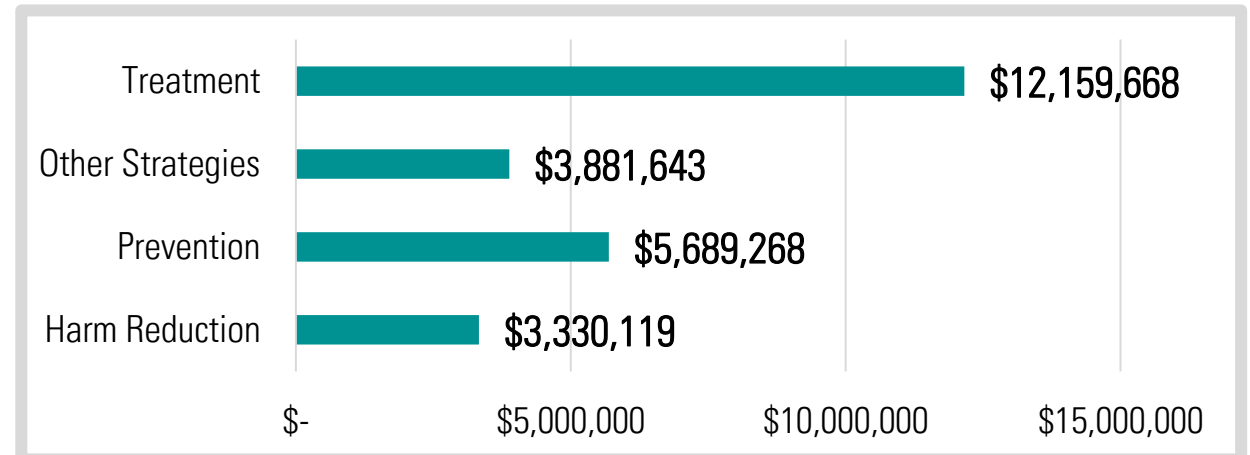 Treatment $12,159,668
Other Strategies $3,881,643
Prevention $5,689,268
Harm Reduction $3,330,119
$- $5,000,000 $10,000,000 $15,000,000